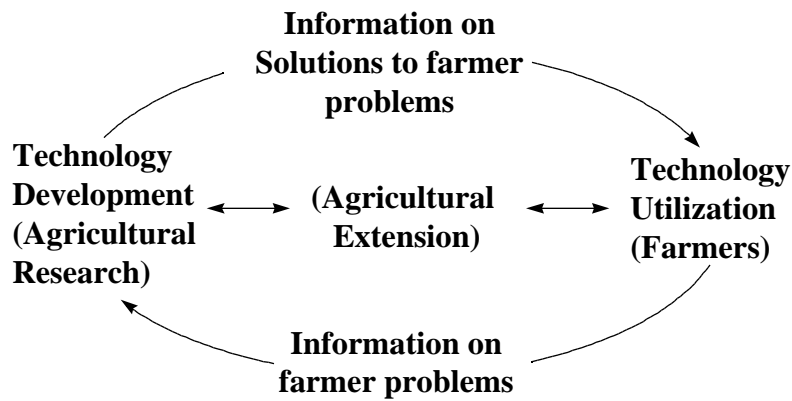 Information on
Solutions to farmer
problems
Technology
Development
(Agricultural
Research)
(Agricultural
Extension)
Technology
Utilization
(Farmers)
Information on
farmer problems